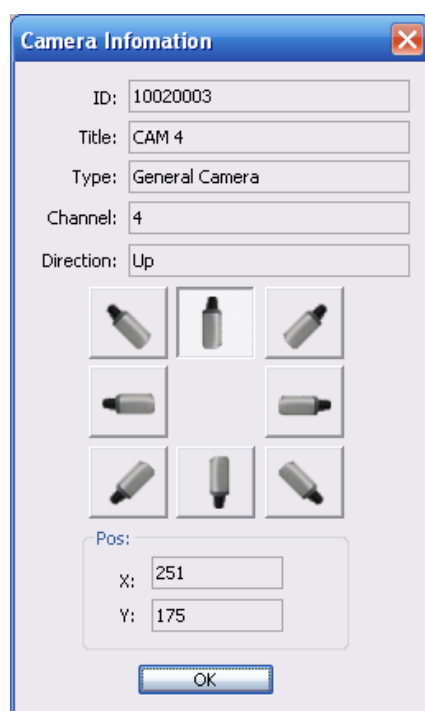 Camera Infomation
ID: 10020003
Title: CAM 4
Type: General Camera
Channel: 4
Direction: Up
Pos:
X: 251
Y: 175
OK